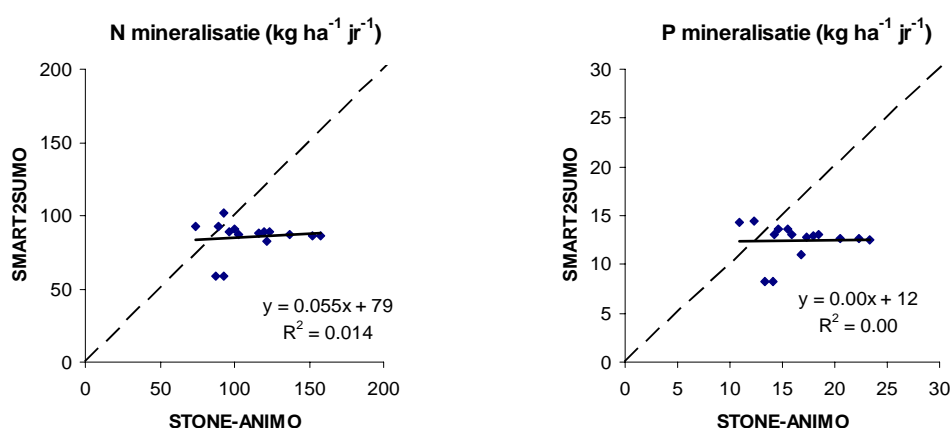 N mineralisatie (kg ha⁻¹ jr⁻¹)
200
150
100
50
0
SMART2SUMO
y = 0.055x + 79
R² = 0.014
0 50 100 150 200
STONE-ANIMO
P mineralisatie (kg ha⁻¹ jr⁻¹)
30
25
20
15
10
5
0
SMART2SUMO
y = 0.00x + 12
R² = 0.00
0 5 10 15 20 25 30
STONE-ANIMO